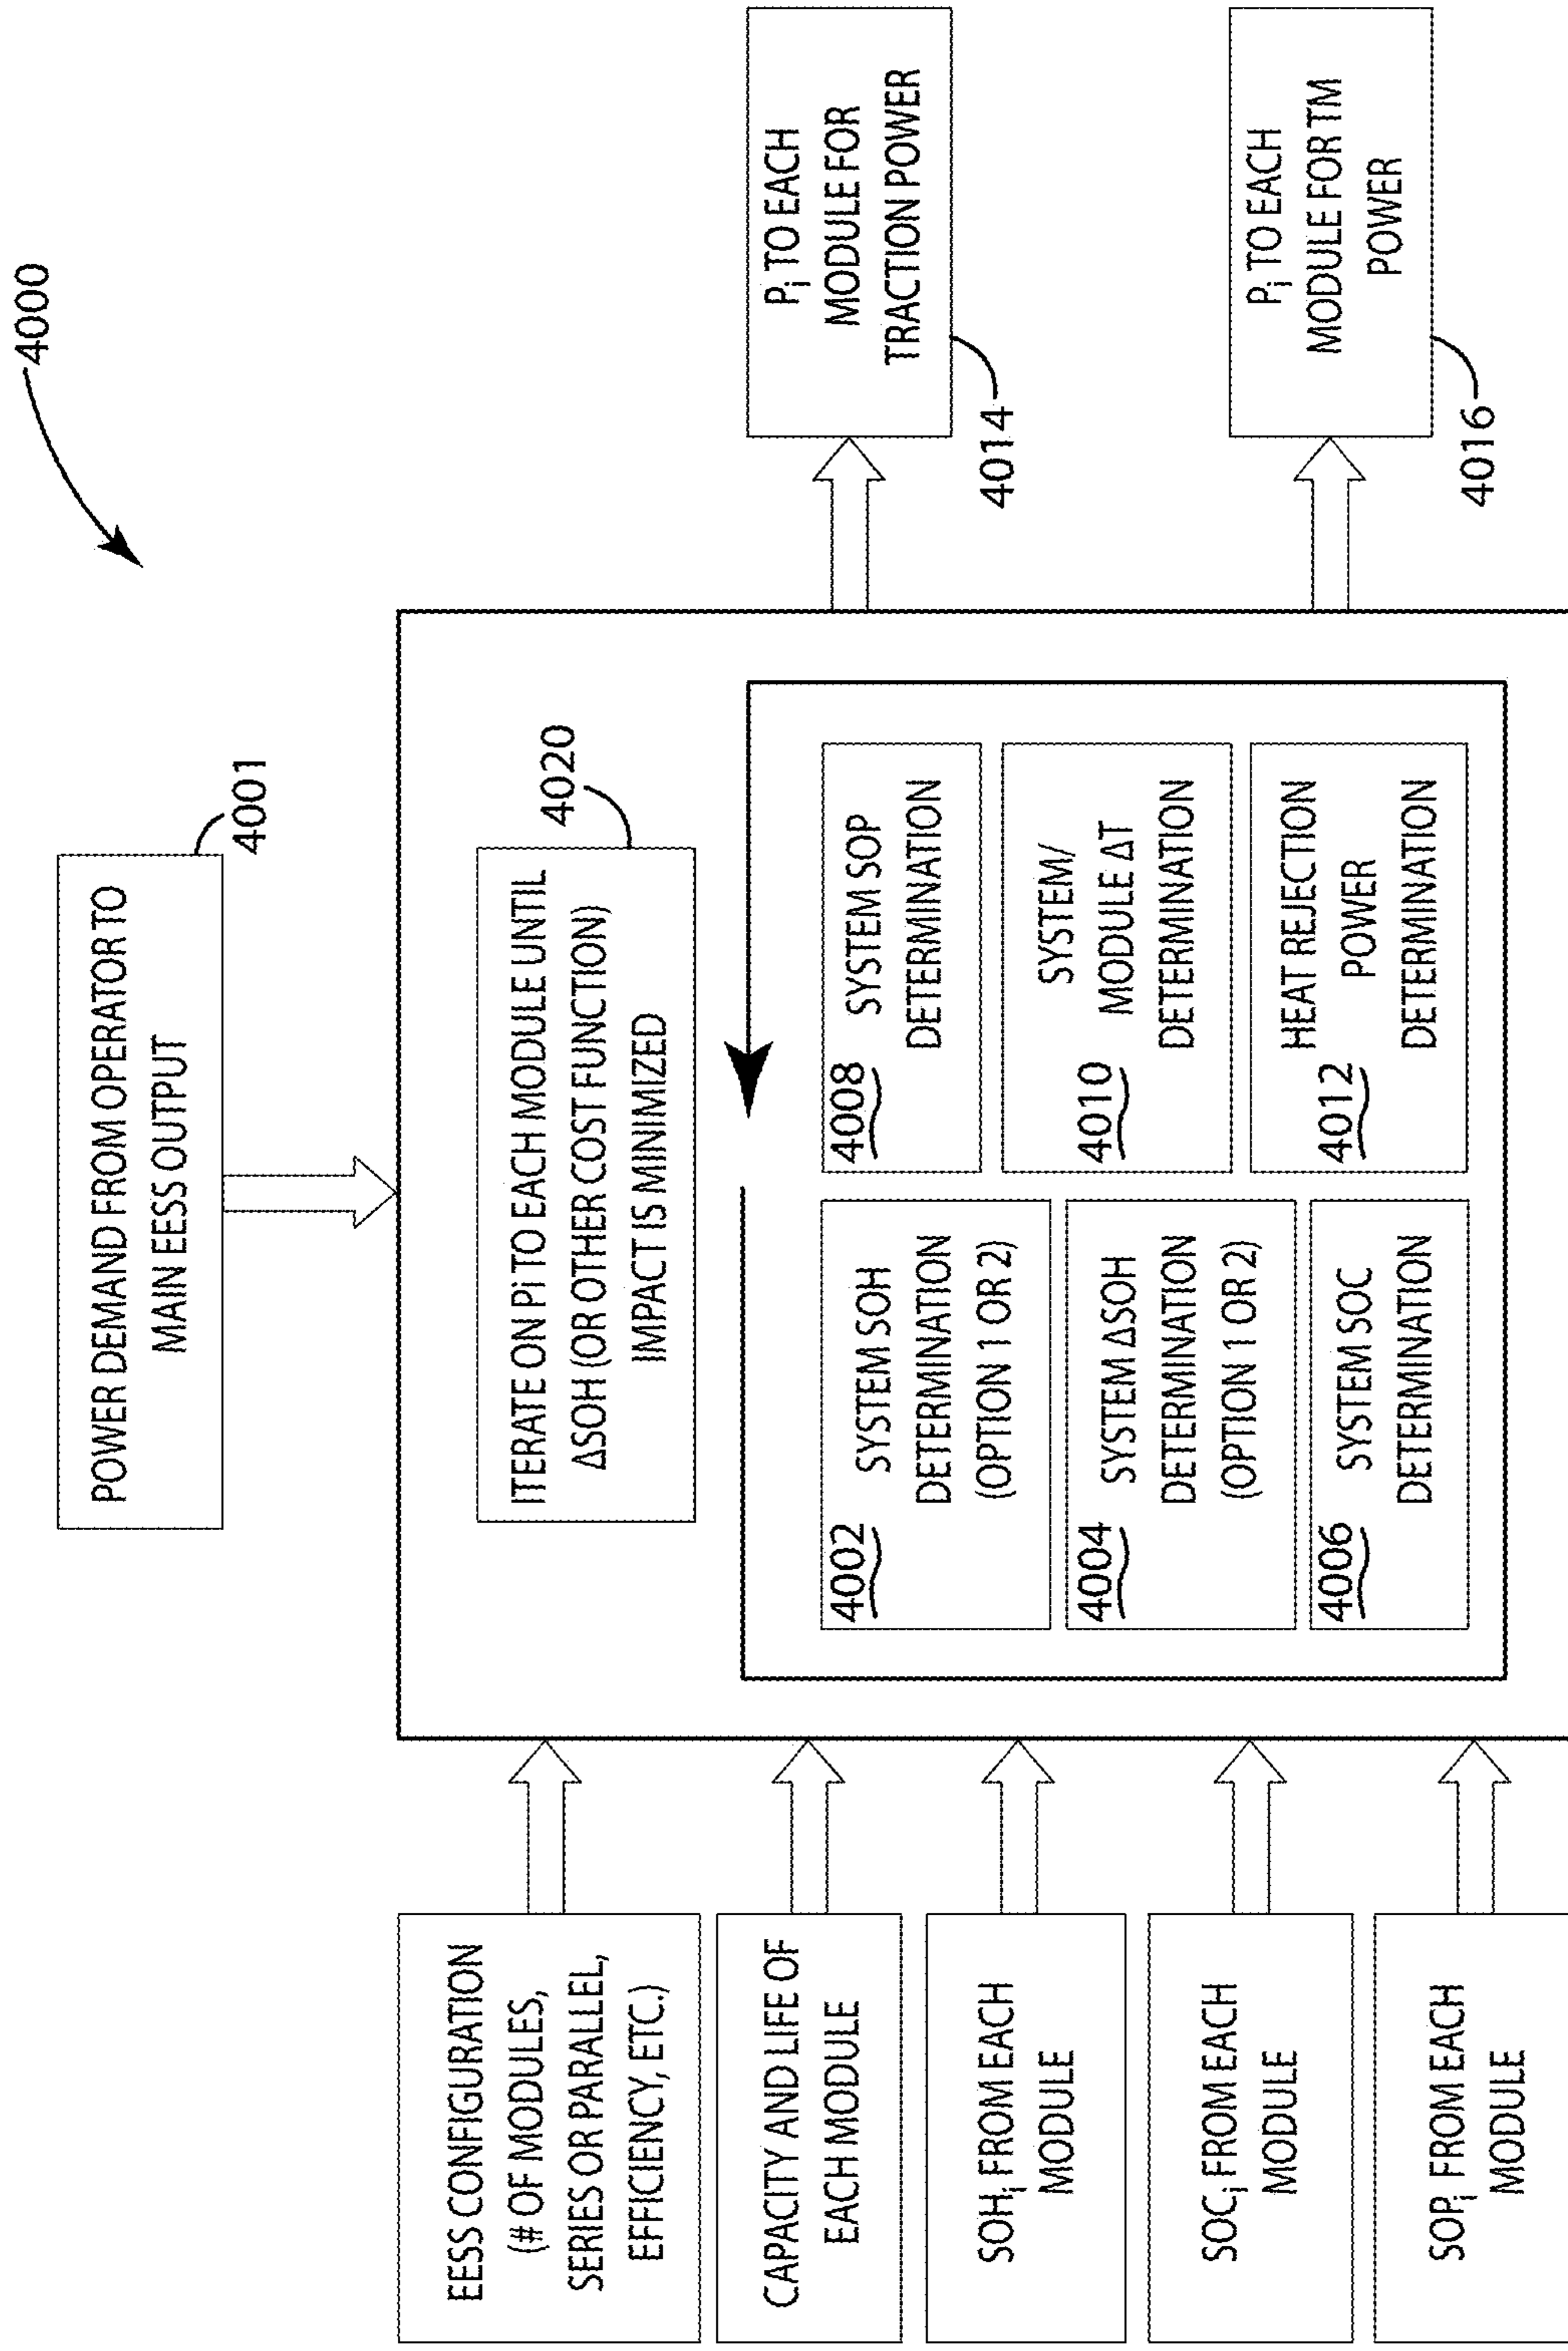 4000
POWER DEMAND FROM OPERATOR TO
MAIN EESS OUTPUT
4001
EESS CONFIGURATION
(# OF MODULES,
SERIES OR PARALLEL,
EFFICIENCY, ETC.)
CAPACITY AND LIFE OF
EACH MODULE
SOHi FROM EACH
MODULE
SOCi FROM EACH
MODULE
SOPi FROM EACH
MODULE
ITERATE ON Pi TO EACH MODULE UNTIL
ΔSOH (OR OTHER COST FUNCTION)
IMPACT IS MINIMIZED
4020
4002 SYSTEM SOH
DETERMINATION
(OPTION 1 OR 2)
4004 SYSTEM ΔSOH
DETERMINATION
(OPTION 1 OR 2)
4006 SYSTEM SOC
DETERMINATION
4008 SYSTEM SOP
DETERMINATION
SYSTEM/
4010 MODULE ΔT
DETERMINATION
HEAT REJECTION
4012 POWER
DETERMINATION
Pi TO EACH
MODULE FOR
TRACTION POWER
4014
Pi TO EACH
MODULE FOR TM
POWER
4016